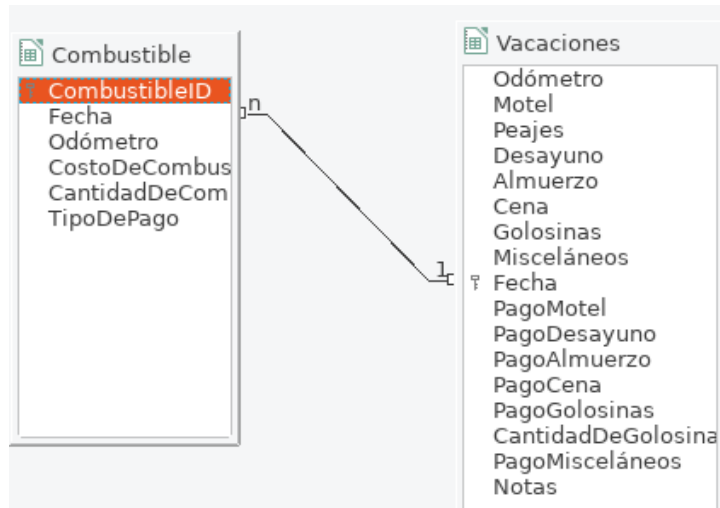 Combustible
CombustibleID
Fecha
Odómetro
CostoDeCombus
CantidadDeCom
TipoDePago
n
1
Vacaciones
Odómetro
Motel
Peajes
Desayuno
Almuerzo
Cena
Golosinas
Misceláneos
Fecha
PagoMotel
PagoDesayuno
PagoAlmuerzo
PagoCena
PagoGolosinas
CantidadDeGolosina
PagoMisceláneos
Notas